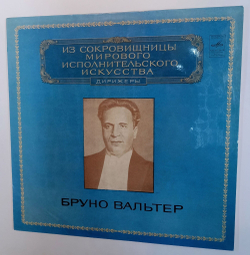 ИЗ СОКРОВИЩНИЦЫ
МИРОВОГО
ИСПОЛНИТЕЛЬСКОГО
ИСКУССТВА
ДИРИЖЕРЫ
БРУНО ВАЛЬТЕР